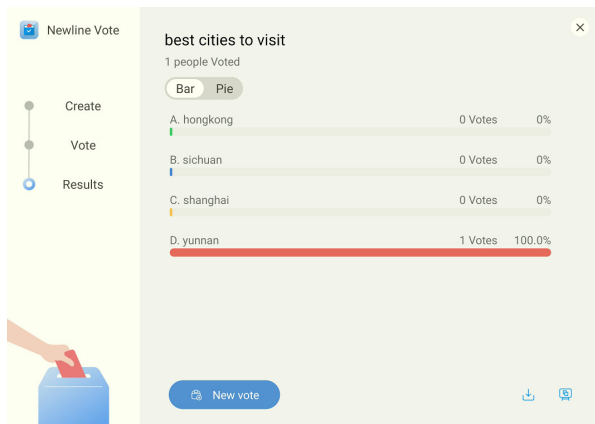 Newline Vote
best cities to visit
1 people Voted
Bar Pie
Create
Vote
Results
A. hongkong 0 Votes 0%
B. sichuan 0 Votes 0%
C. shanghai 0 Votes 0%
D. yunnan 1 Votes 100.0%
New vote